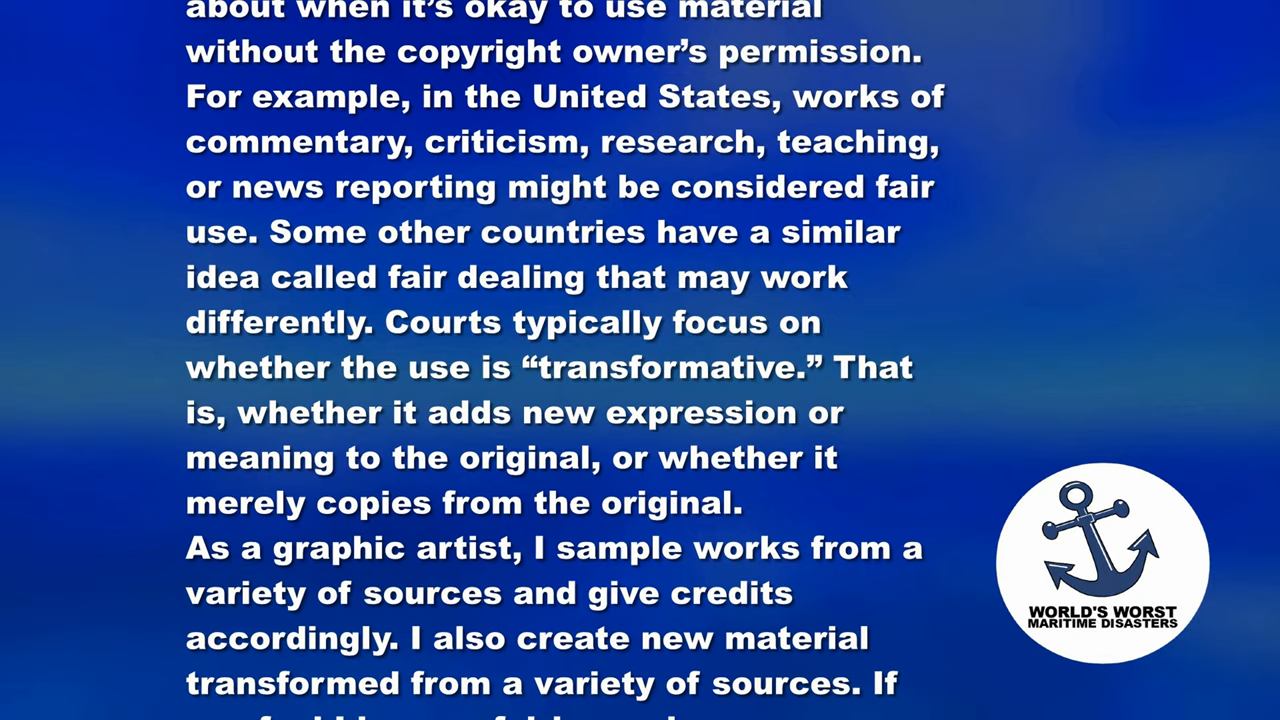 about when it’s okay to use material
without the copyright owner’s permission.
For example, in the United States, works of
commentary, criticism, research, teaching,
or news reporting might be considered fair
use. Some other countries have a similar
idea called fair dealing that may work
differently. Courts typically focus on
whether the use is “transformative.” That
is, whether it adds new expression or
meaning to the original, or whether it
merely copies from the original.
As a graphic artist, I sample works from a
variety of sources and give credits
accordingly. I also create new material
transformed from a variety of sources. If
WORLD'S WORST
MARITIME DISASTERS